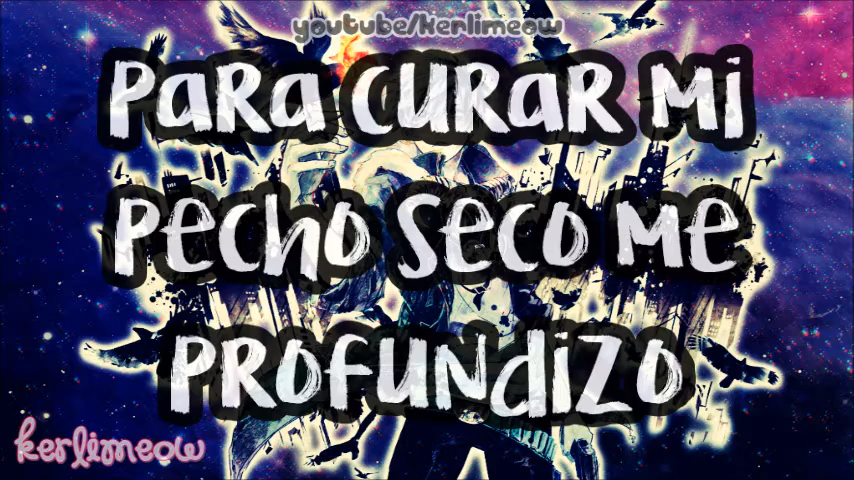 youtube/kerlimeow
PARA CURAR Mi
PECHO SECO ME
PROFUNDIZO
kerlimeow